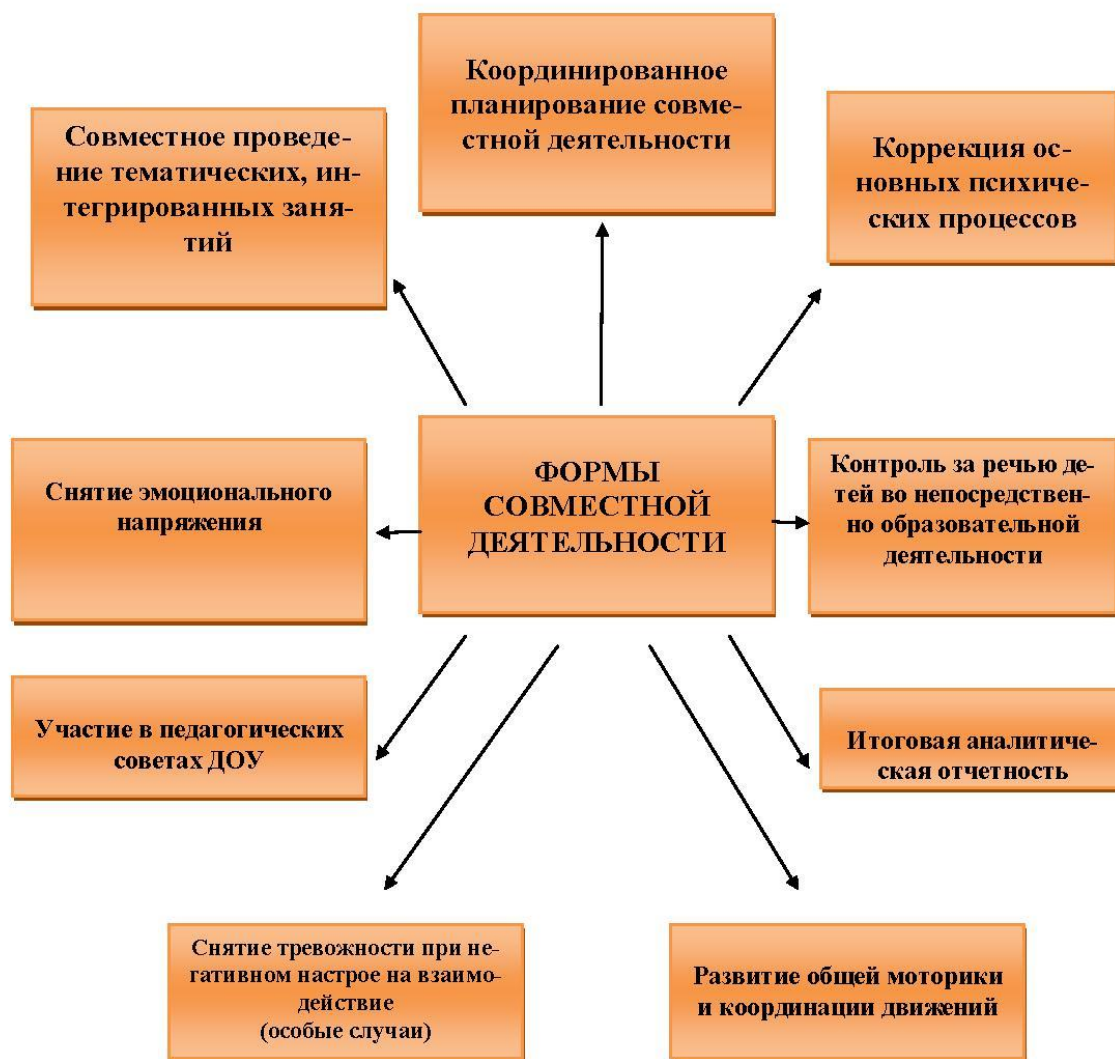 Координированное
планирование совме-
стной деятельности
Совместное проведе-
ние тематических, ин-
тегрированных заня-
тий
Коррекция ос-
новных психиче-
ских процессов
ФОРМЫ
СОВМЕСТНОЙ
ДЕЯТЕЛЬНОСТИ
Снятие эмоционального
напряжения
Контроль за речью де-
тей во непосредствен-
но образовательной
деятельности
Участие в педагогических
советах ДОУ
Итоговая аналитиче-
ская отчетность
Снятие тревожности при не-
гативном настрое на взаимо-
действие
(особые случаи)
Развитие общей моторики
и координации движений